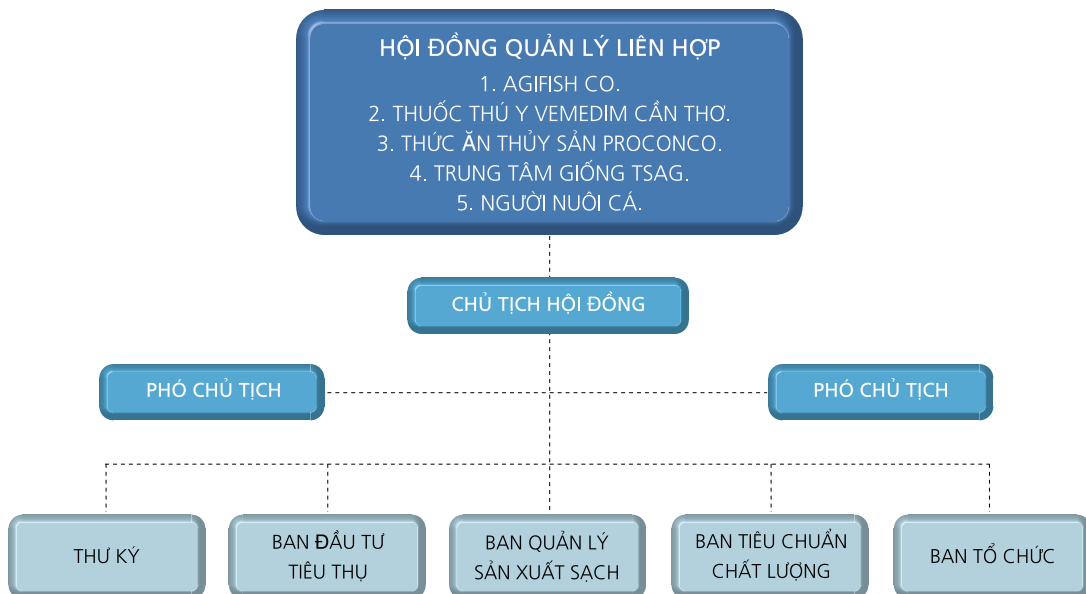 HỘI ĐỒNG QUẢN LÝ LIÊN HỢP
1. AGIFISH CO.
2. THUỐC THÚ Y VEMEDIM CẦN THƠ.
3. THỨC ĂN THỦY SẢN PROCONCO.
4. TRUNG TÂM GIỐNG TSAG.
5. NGƯỜI NUÔI CÁ.
CHỦ TỊCH HỘI ĐỒNG
PHÓ CHỦ TỊCH
PHÓ CHỦ TỊCH
THƯ KÝ
BAN ĐẦU TƯ
TIÊU THỤ
BAN QUẢN LÝ
SẢN XUẤT SẠCH
BAN TIÊU CHUẨN
CHẤT LƯỢNG
BAN TỔ CHỨC